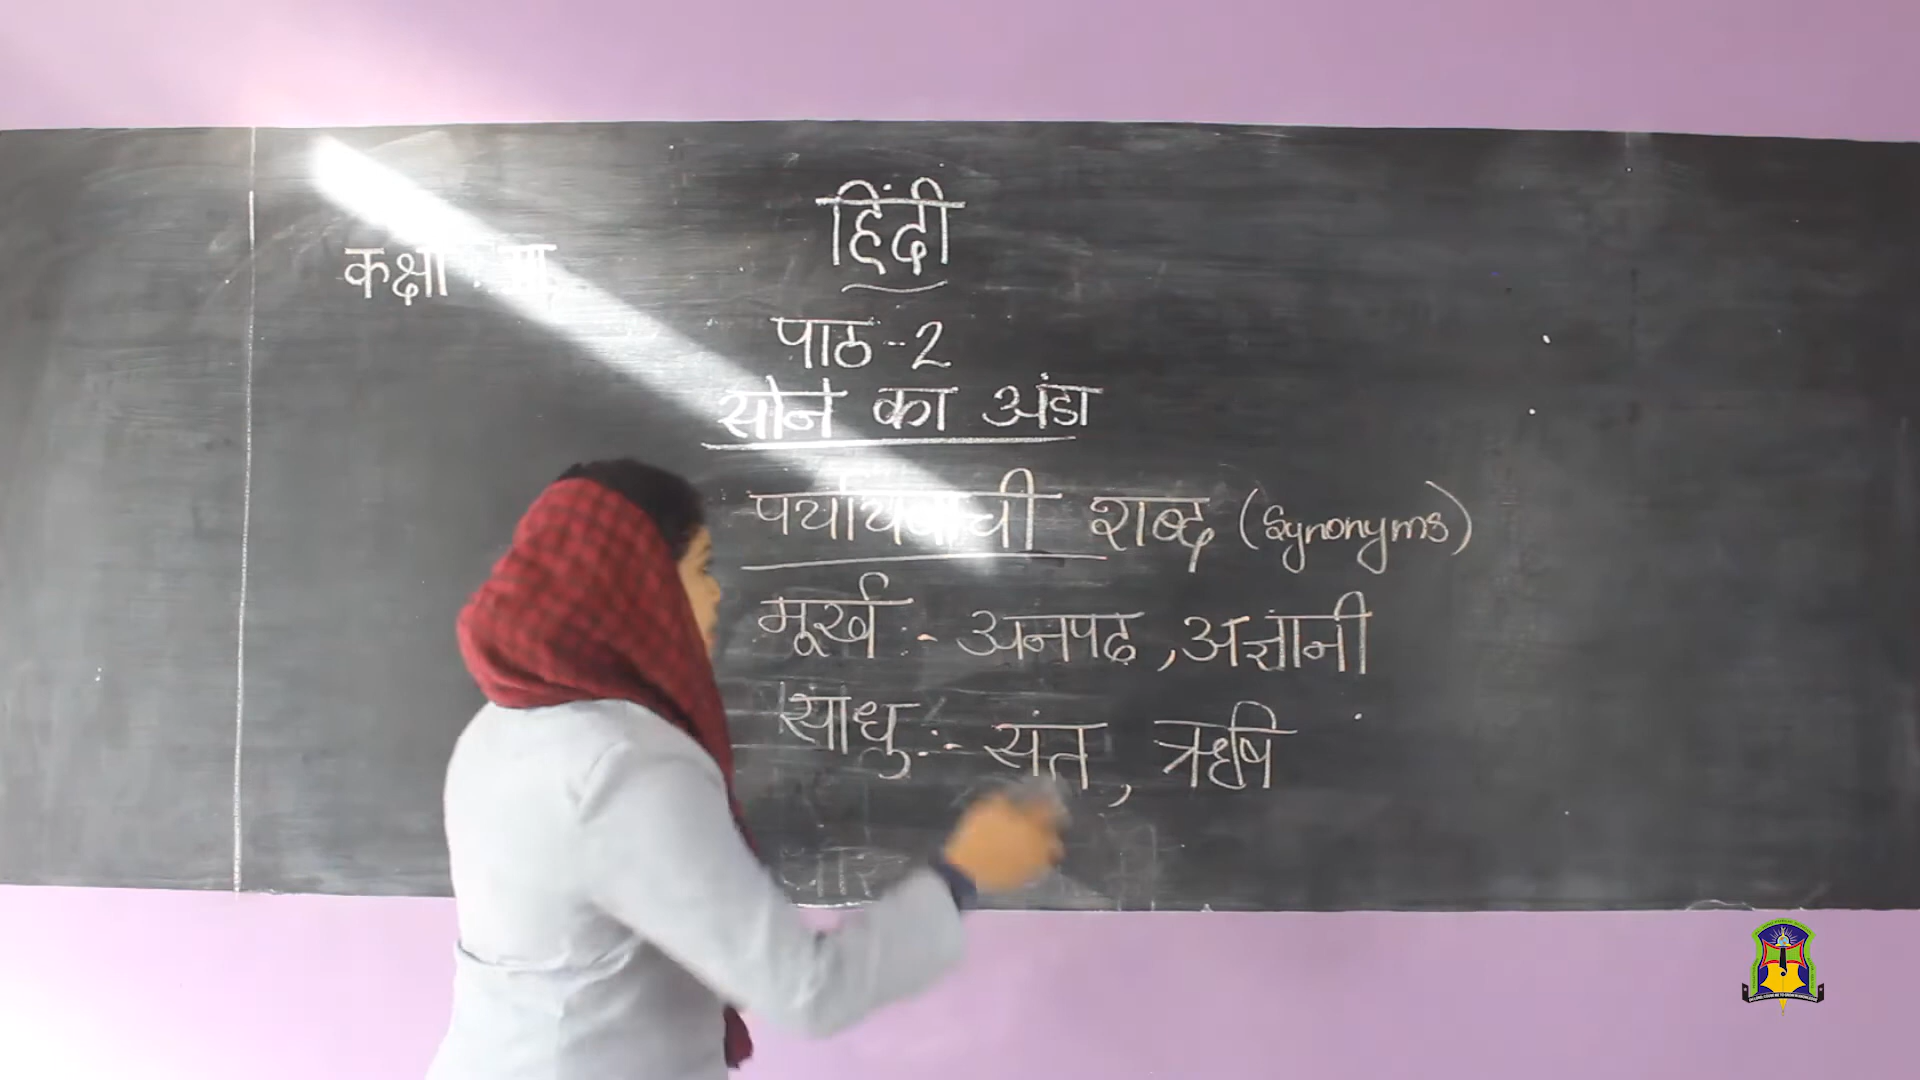 हिंदी
कक्षा
पाठ-2
सोने का अंडा
पर्यायवाची शब्द (Synonyms)
मूर्ख :- अनपढ, अज्ञानी
साधु :- संत, ऋषि